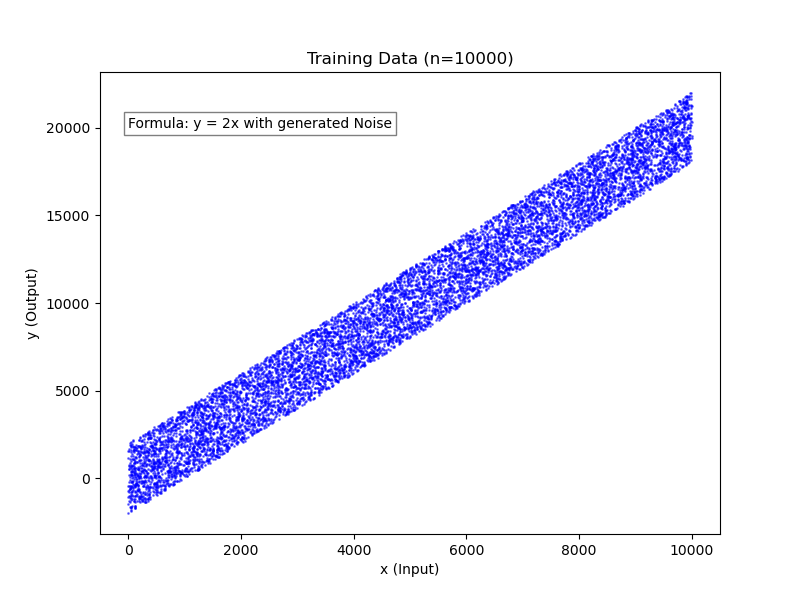 Training Data (n=10000)
Formula: y = 2x with generated Noise
y (Output)
20000
15000
10000
5000
0
0
2000
4000
6000
8000
10000
x (Input)